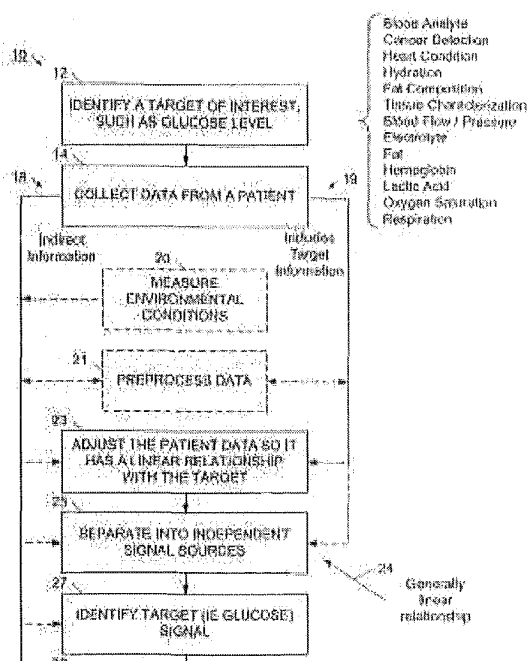 10
12
IDENTIFY A TARGET OF INTEREST,
SUCH AS GLUCOSE LEVEL
Blood Analyte
Cancer Detection
Heart Condition
Hydration
Fat Composition
Tissue Characterization
Blood Flow / Pressure
Electrolyte
Fat
Hemoglobin
Lactic Acid
Oxygen Saturation
Respiration
14
18
19
COLLECT DATA FROM A PATIENT
Indirect
Information
Includes
Target
Information
20
MEASURE
ENVIRONMENTAL
CONDITIONS
21
PREPROCESS DATA
23
ADJUST THE PATIENT DATA SO IT
HAS A LINEAR RELATIONSHIP
WITH THE TARGET
25
SEPARATE INTO INDEPENDENT
SIGNAL SOURCES
24
Generally
linear
relationship
27
IDENTIFY TARGET (IE GLUCOSE)
SIGNAL